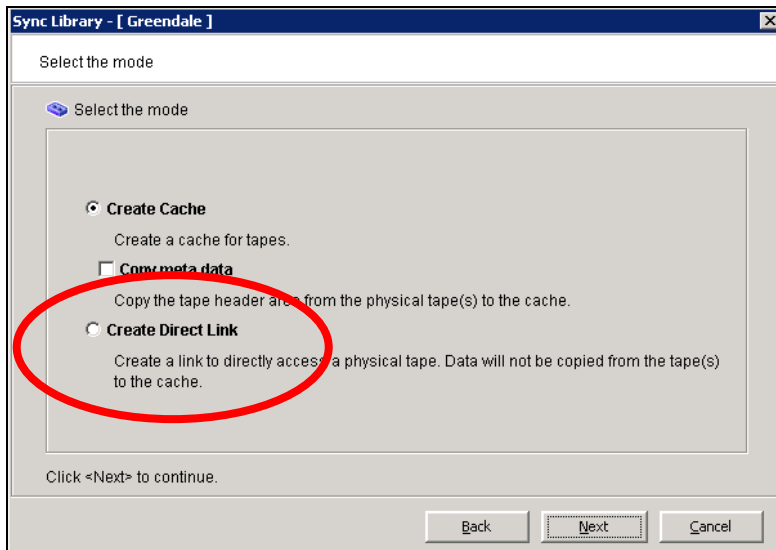 Sync Library - [ Greendale ]
Select the mode
Select the mode
Create Cache
Create a cache for tapes.
Copy meta data
Copy the tape header area from the physical tape(s) to the cache.
Create Direct Link
Create a link to directly access a physical tape. Data will not be copied from the tape(s)
to the cache.
Click <Next> to continue.
Back
Next
Cancel